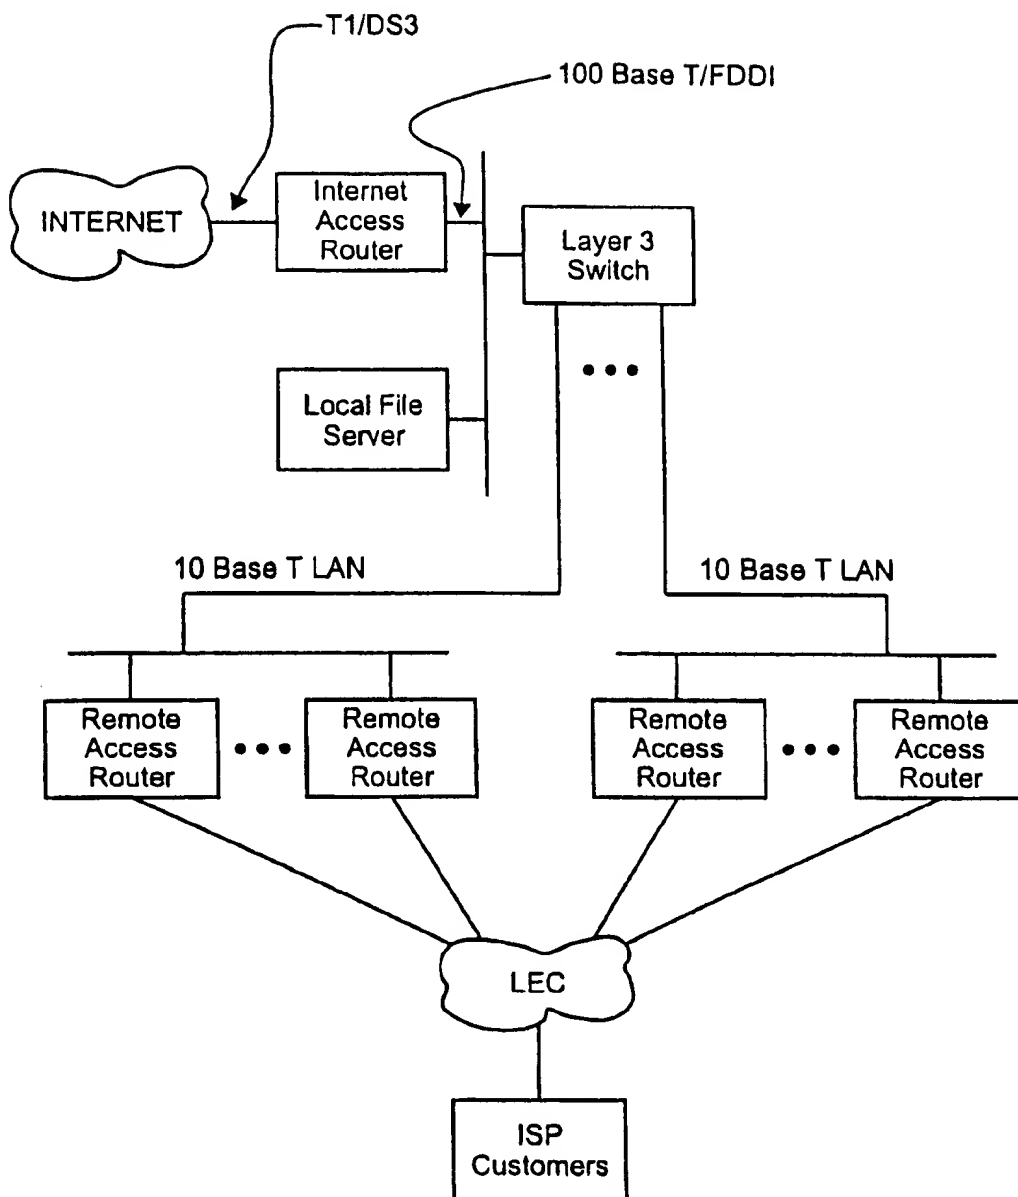 T1/DS3
100 Base T/FDDI
INTERNET
Internet
Access
Router
Layer 3
Switch
Local File
Server
10 Base T LAN
10 Base T LAN
Remote
Access
Router
Remote
Access
Router
Remote
Access
Router
Remote
Access
Router
LEC
ISP
Customers